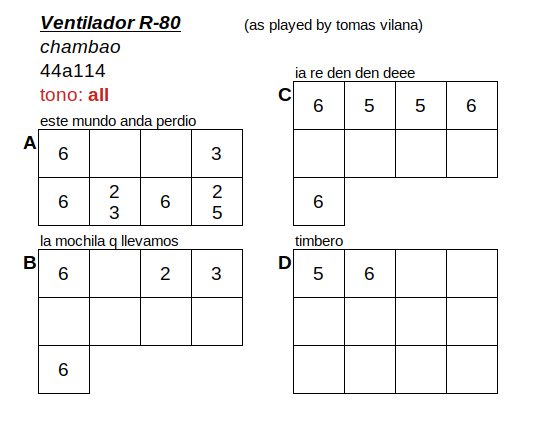 Ventilador R-80
(as played by tomas vilana)
chambao
44a114
tono: all
este mundo anda perdio
A
6 3
6 2 3 6 2 5
la mochila q llevamos
B
6 2 3
6
ia re den den deee
C
6 5 5 6
6
timbero
D
5 6